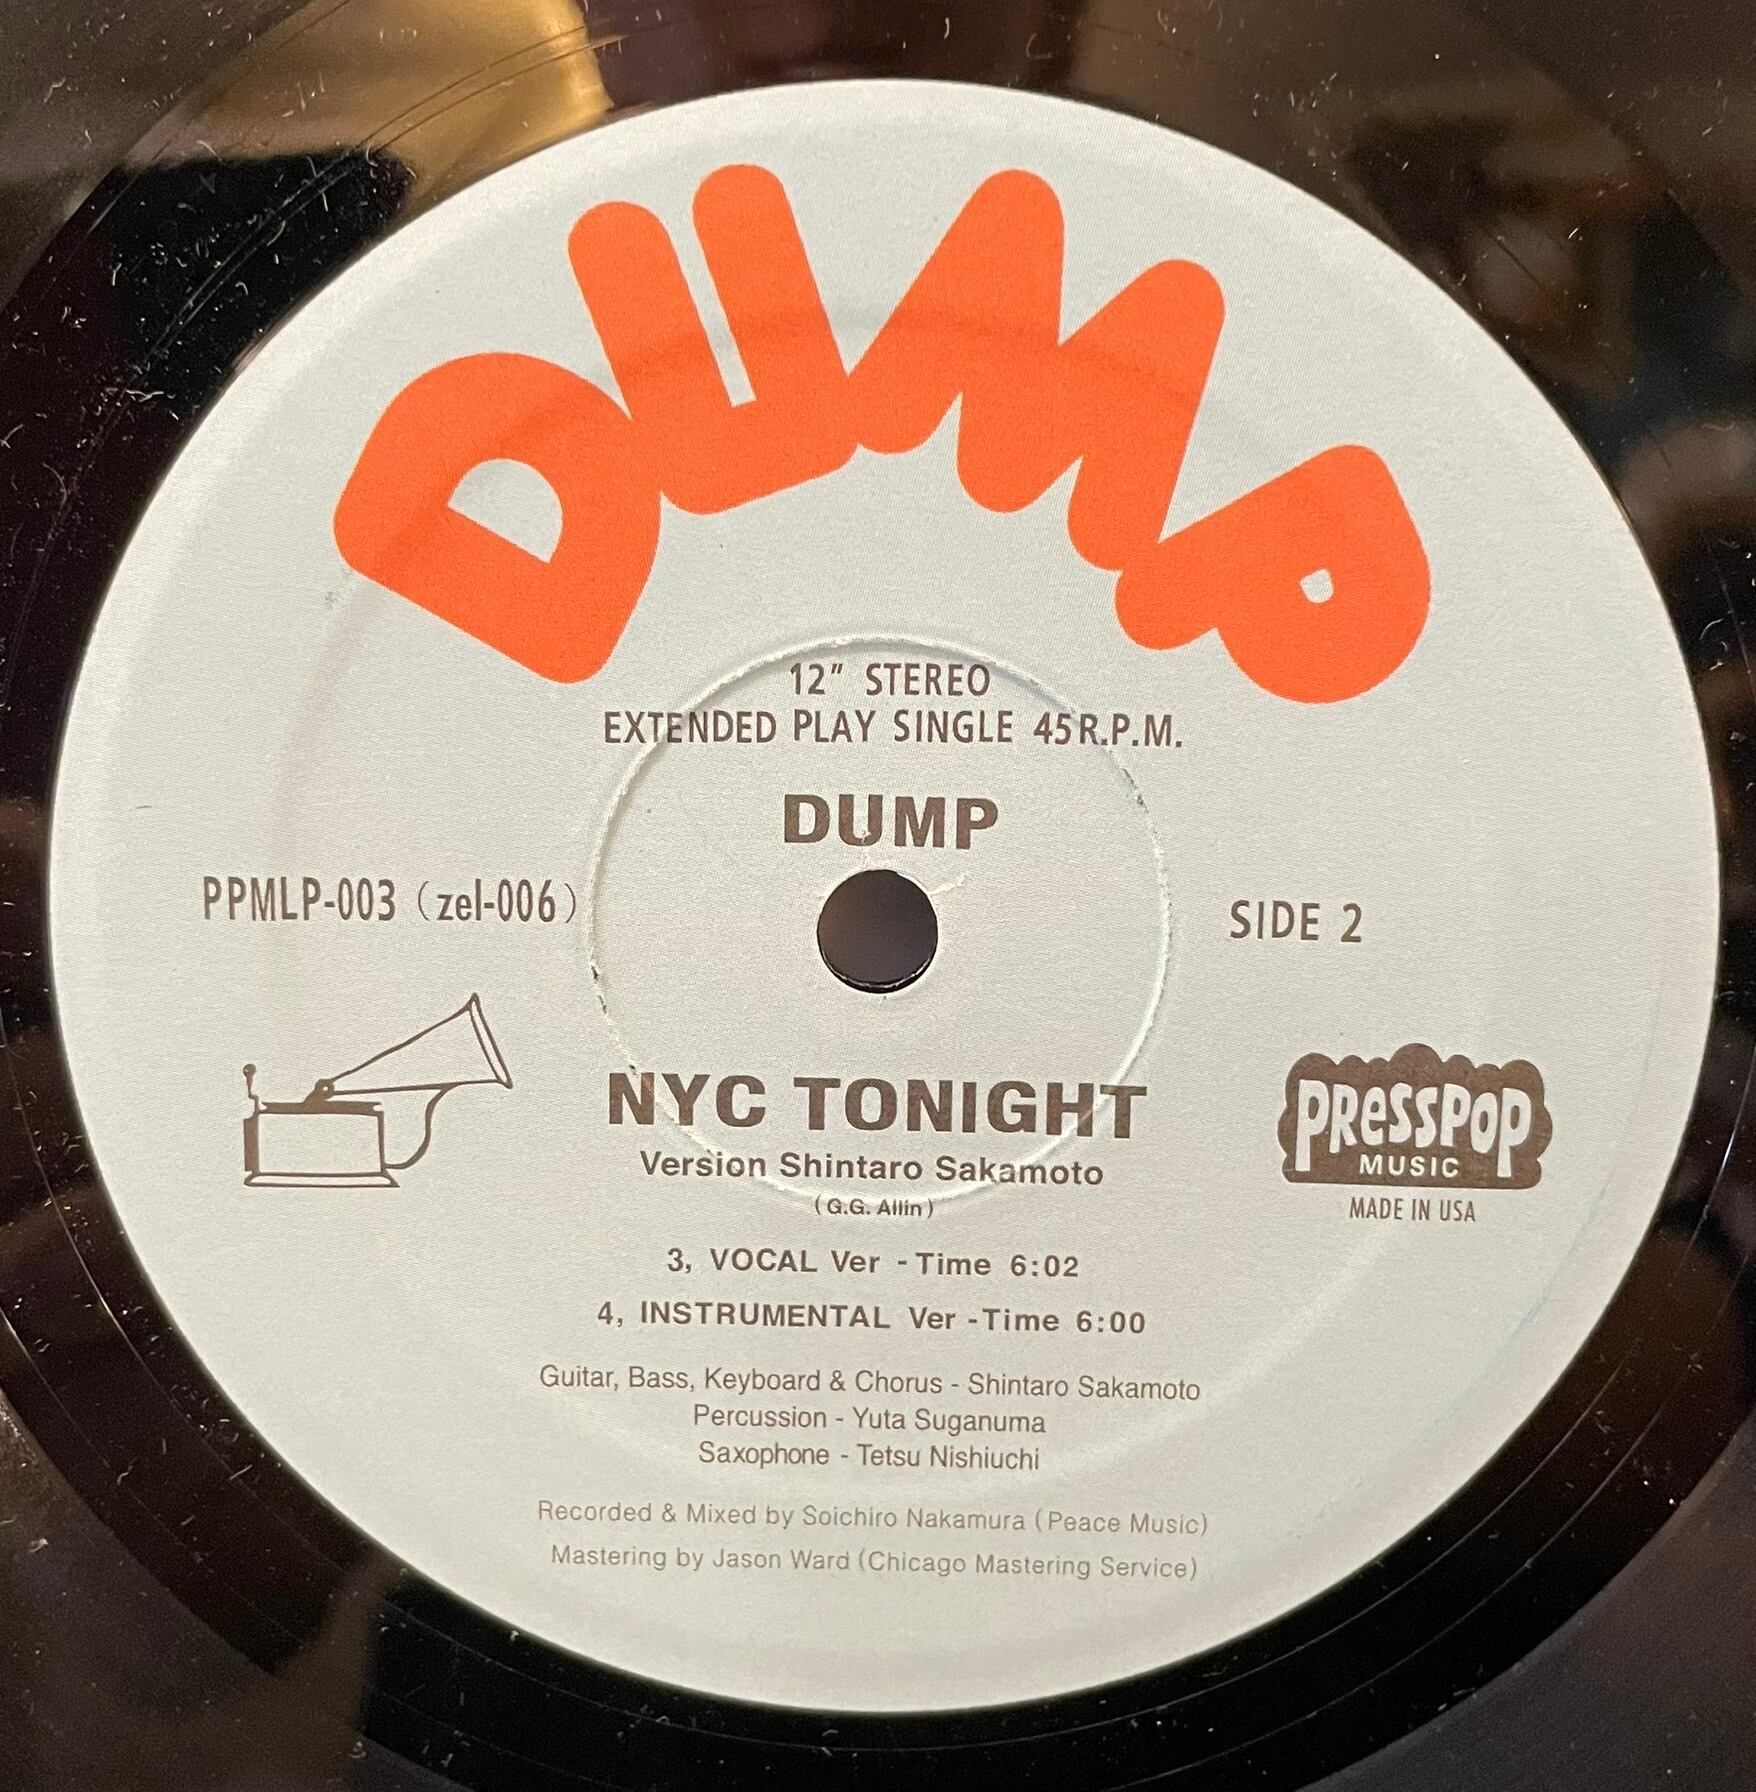 DUMP
12" STEREO
EXTENDED PLAY SINGLE 45 R.P.M.
DUMP
PPMLP-003 (zel-006)
SIDE 2
NYC TONIGHT
Version Shintaro Sakamoto
(G.G. Allin)
PRESSPOP
MUSIC
MADE IN USA
3, VOCAL Ver - Time 6:02
4, INSTRUMENTAL Ver - Time 6:00
Guitar, Bass, Keyboard & Chorus - Shintaro Sakamoto
Percussion - Yuta Suganuma
Saxophone - Tetsu Nishiuchi
Recorded & Mixed by Soichiro Nakamura (Peace Music)
Mastering by Jason Ward (Chicago Mastering Service)